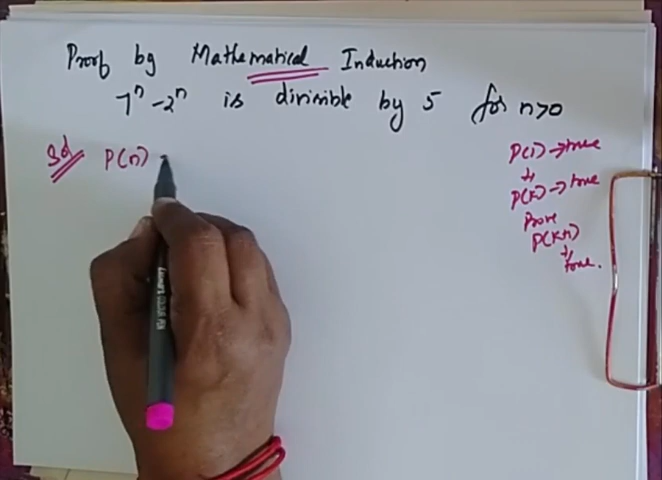 Proof by Mathematical Induction
7ⁿ - 2ⁿ is divisible by 5 for n>0
Sol P(n)
P(1) → true
↓
P(k) → true
Prove
P(k+1)
↓
true.